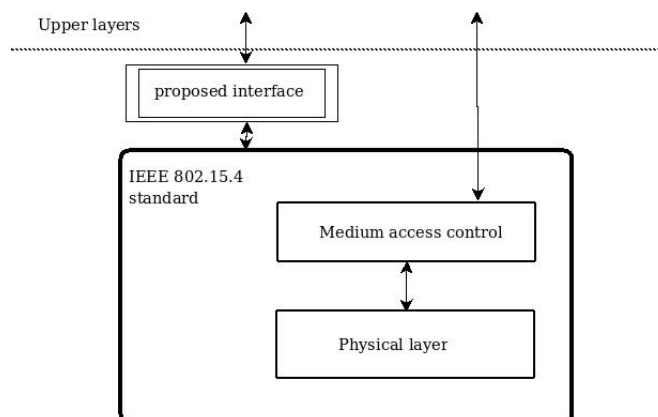 Upper layers
proposed interface
IEEE 802.15.4
standard
Medium access control
Physical layer